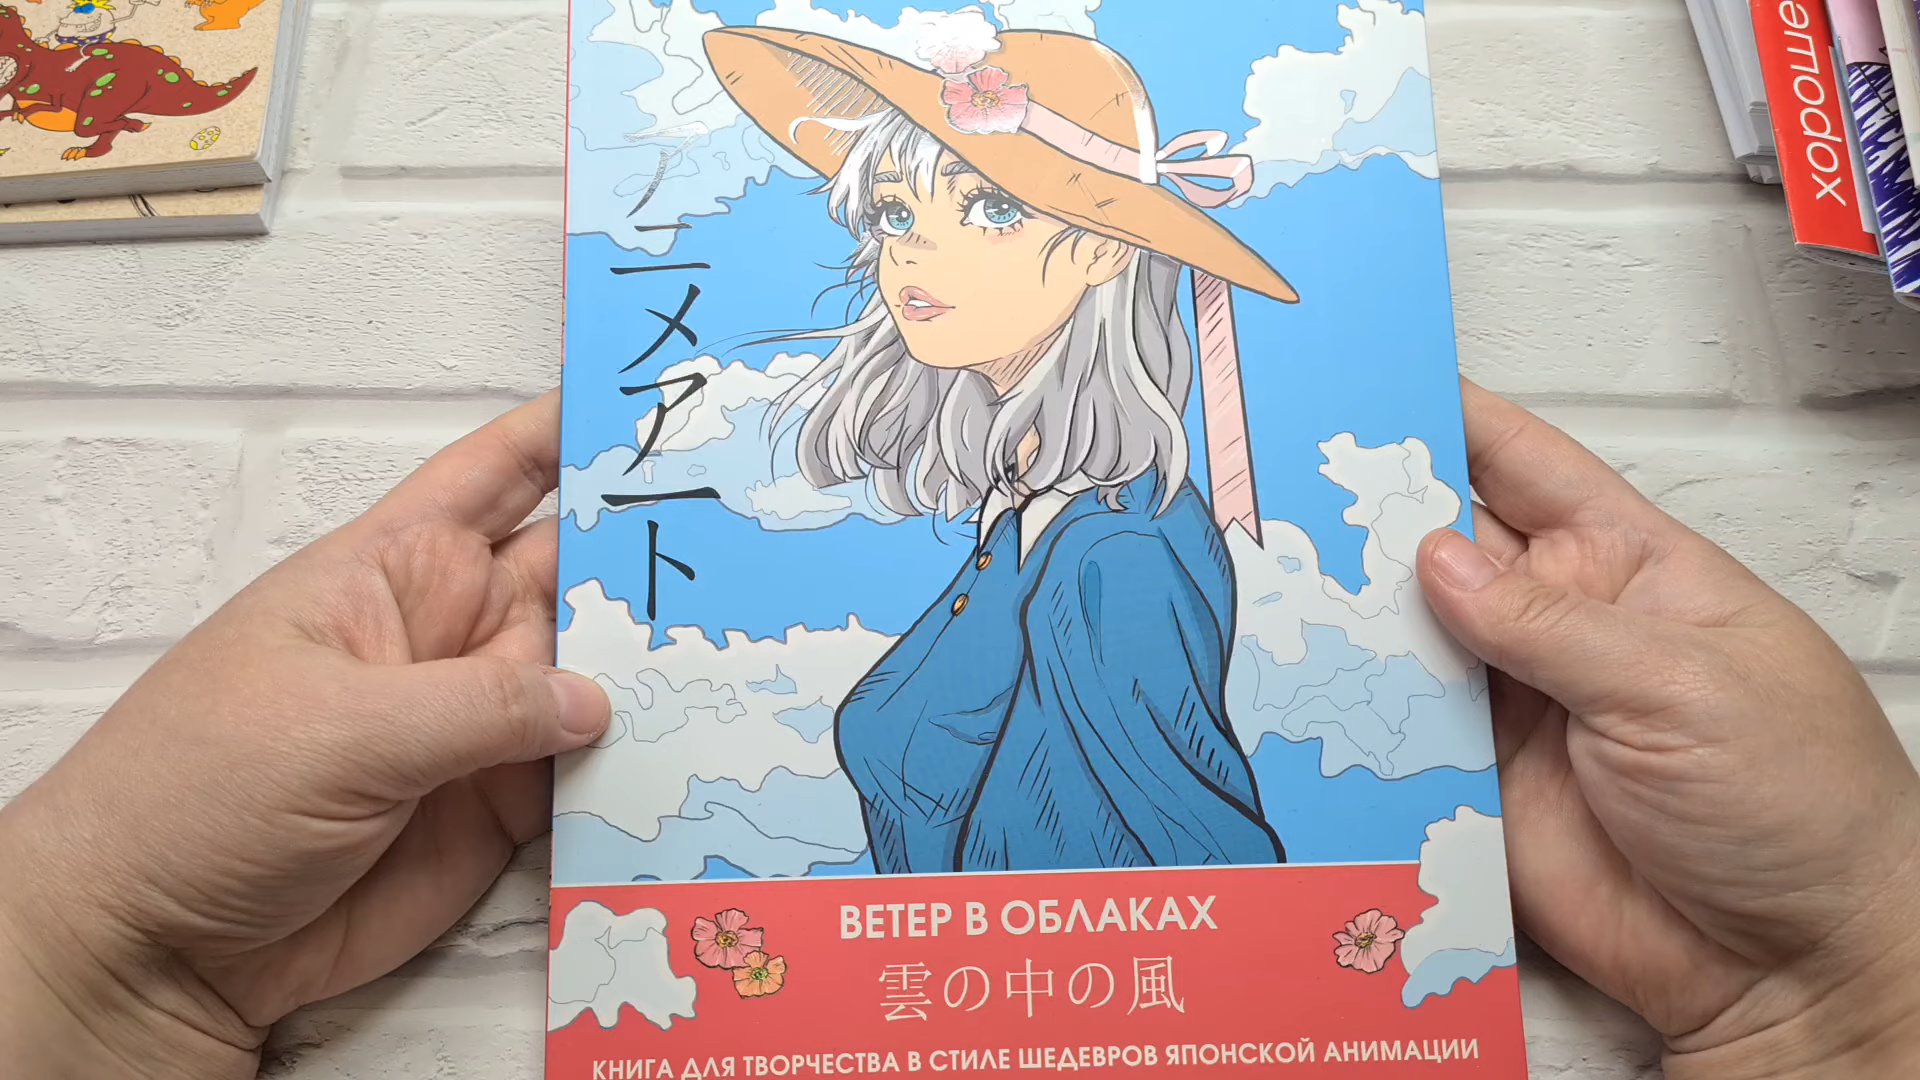 アニメアート
ВЕТЕР В ОБЛАКАХ
雲の中の風
КНИГА ДЛЯ ТВОРЧЕСТВА В СТИЛЕ ШЕДЕВРОВ ЯПОНСКОЙ АНИМАЦИИ